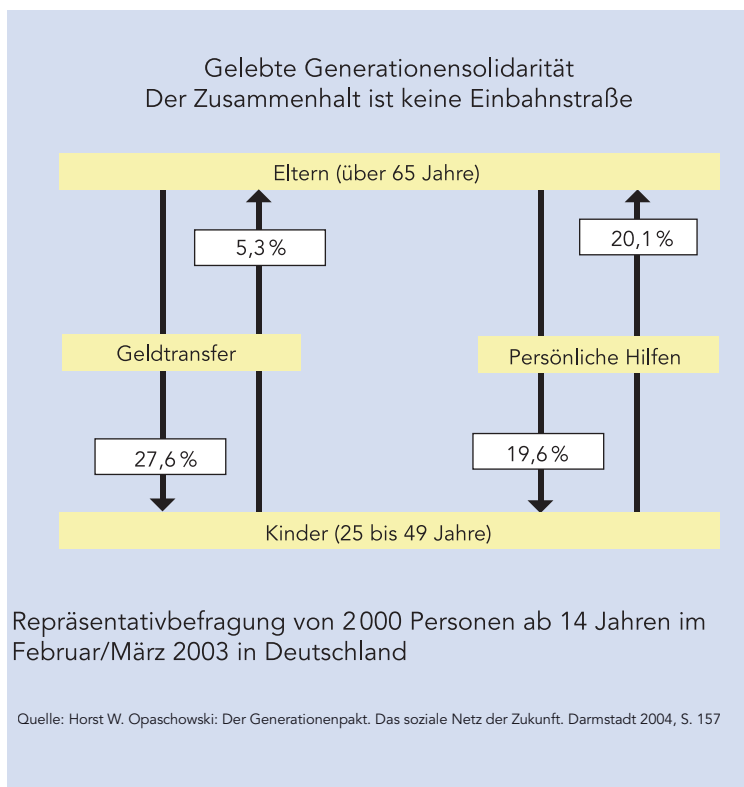 Gelebte Generationensolidarität
Der Zusammenhalt ist keine Einbahnstraße
Eltern (über 65 Jahre)
5,3 %
20,1 %
Geldtransfer
Persönliche Hilfen
27,6 %
19,6 %
Kinder (25 bis 49 Jahre)
Repräsentativbefragung von 2 000 Personen ab 14 Jahren im
Februar/März 2003 in Deutschland
Quelle: Horst W. Opaschowski: Der Generationenpakt. Das soziale Netz der Zukunft. Darmstadt 2004, S. 157